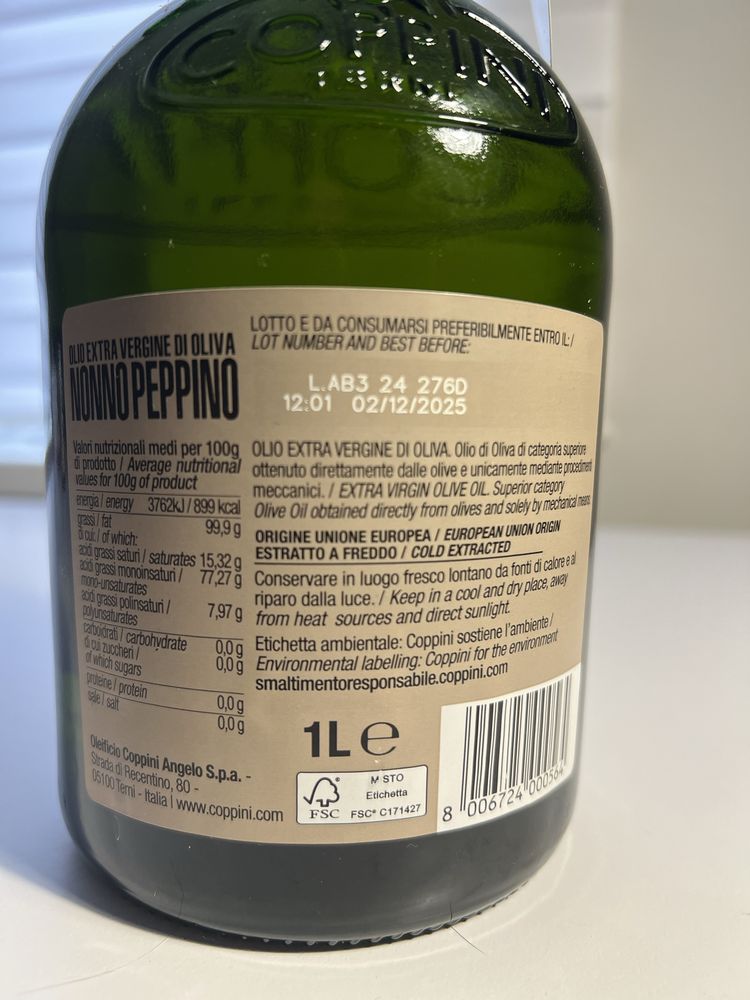 COPPINI
TERNI
OLIO EXTRA VERGINE DI OLIVA
NONNO PEPPINO
Valori nutrizionali medi per 100g
di prodotto / Average nutritional
values for 100g of product
energia / energy 3762kJ / 899 kcal
grassi / fat 99,9 g
di cui: / of which:
acidi grassi saturi / saturates 15,32 g
acidi grassi monoinsaturi / 77,27 g
mono-unsaturates
acidi grassi polinsaturi / 7,97 g
polyunsaturates
carboidrati / carbohydrate 0,0 g
di cui zuccheri / 0,0 g
of which sugars
proteine / protein 0,0 g
sale / salt 0,0 g
Oleificio Coppini Angelo S.p.a. -
Strada di Recentino, 80 -
05100 Terni - Italia | www.coppini.com
LOTTO E DA CONSUMARSI PREFERIBILMENTE ENTRO IL: /
LOT NUMBER AND BEST BEFORE:
L.AB3 24 276D
12:01 02/12/2025
OLIO EXTRA VERGINE DI OLIVA. Olio di Oliva di categoria superiore
ottenuto direttamente dalle olive e unicamente mediante procedimenti
meccanici. / EXTRA VIRGIN OLIVE OIL. Superior category
Olive Oil obtained directly from olives and solely by mechanical means
ORIGINE UNIONE EUROPEA / EUROPEAN UNION ORIGIN
ESTRATTO A FREDDO / COLD EXTRACTED
Conservare in luogo fresco lontano da fonti di calore e al
riparo dalla luce. / Keep in a cool and dry place, away
from heat sources and direct sunlight.
Etichetta ambientale: Coppini sostiene l'ambiente /
Environmental labelling: Coppini for the environment
smaltimentoresponsabile.coppini.com
1L e
FSC
MISTO
Etichetta
FSC® C171427
8 006724 000564